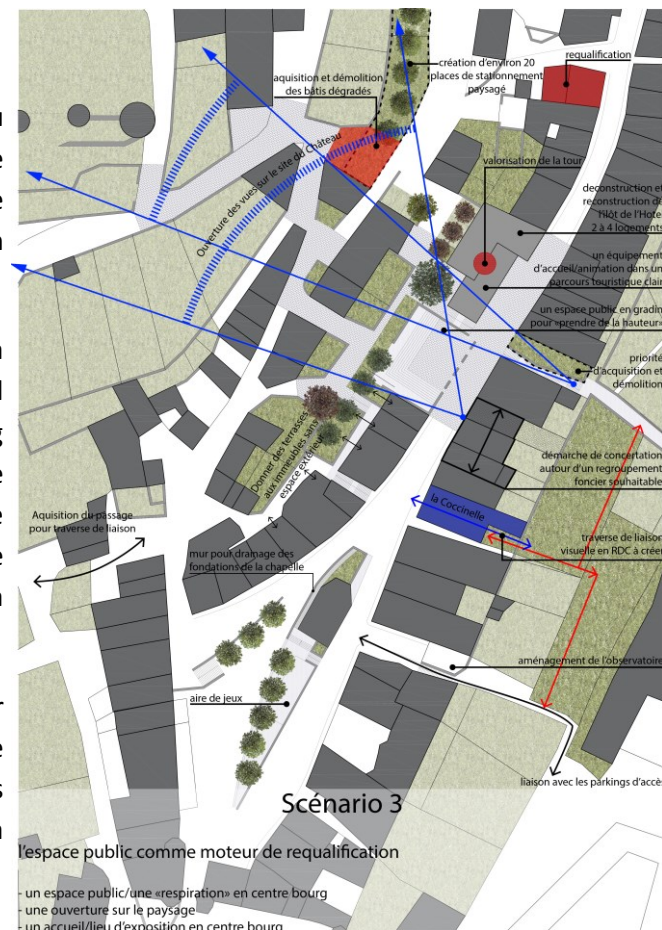 requalification
création d'environ 20
places de stationnement
paysagé
aquisition et démolition
des bâtis dégradés
Ouverture des vues sur le site du Château
valorisation de la tour
deconstruction et
reconstruction de
l'ilôt de l'Hotel
2 à 4 logements
un équipement
d'accueil/animation dans un
parcours touristique clair
un espace public en gradin
pour «prendre de la hauteur»
priorité
d'acquisition et
démolition
Donner des terrasses
aux immeubles sans
espace extérieur
démarche de concertation
autour d'un regroupement
foncier souhaitable
la Coccinelle
Aquisition du passage
pour traverse de liaison
traverse de liaison
visuelle en RDC à créer
mur pour drainage des
fondations de la chapelle
aménagement de l'observatoire
aire de jeux
liaison avec les parkings d'accès
Scénario 3
l'espace public comme moteur de requalification
- un espace public/une «respiration» en centre bourg
- une ouverture sur le paysage
- un accueil/lieu d'exposition en centre bourg